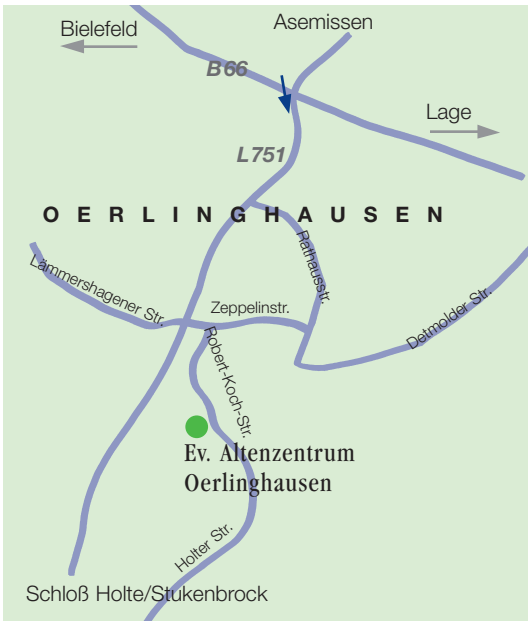 Bielefeld
Asemissen
B66
Lage
L751
OERLINGHAUSEN
Rathausstr.
Lämmershagener Str.
Zeppelinstr.
Detmolder Str.
Robert-Koch-Str.
Ev. Altenzentrum
Oerlinghausen
Holter Str.
Schloß Holte/Stukenbrock